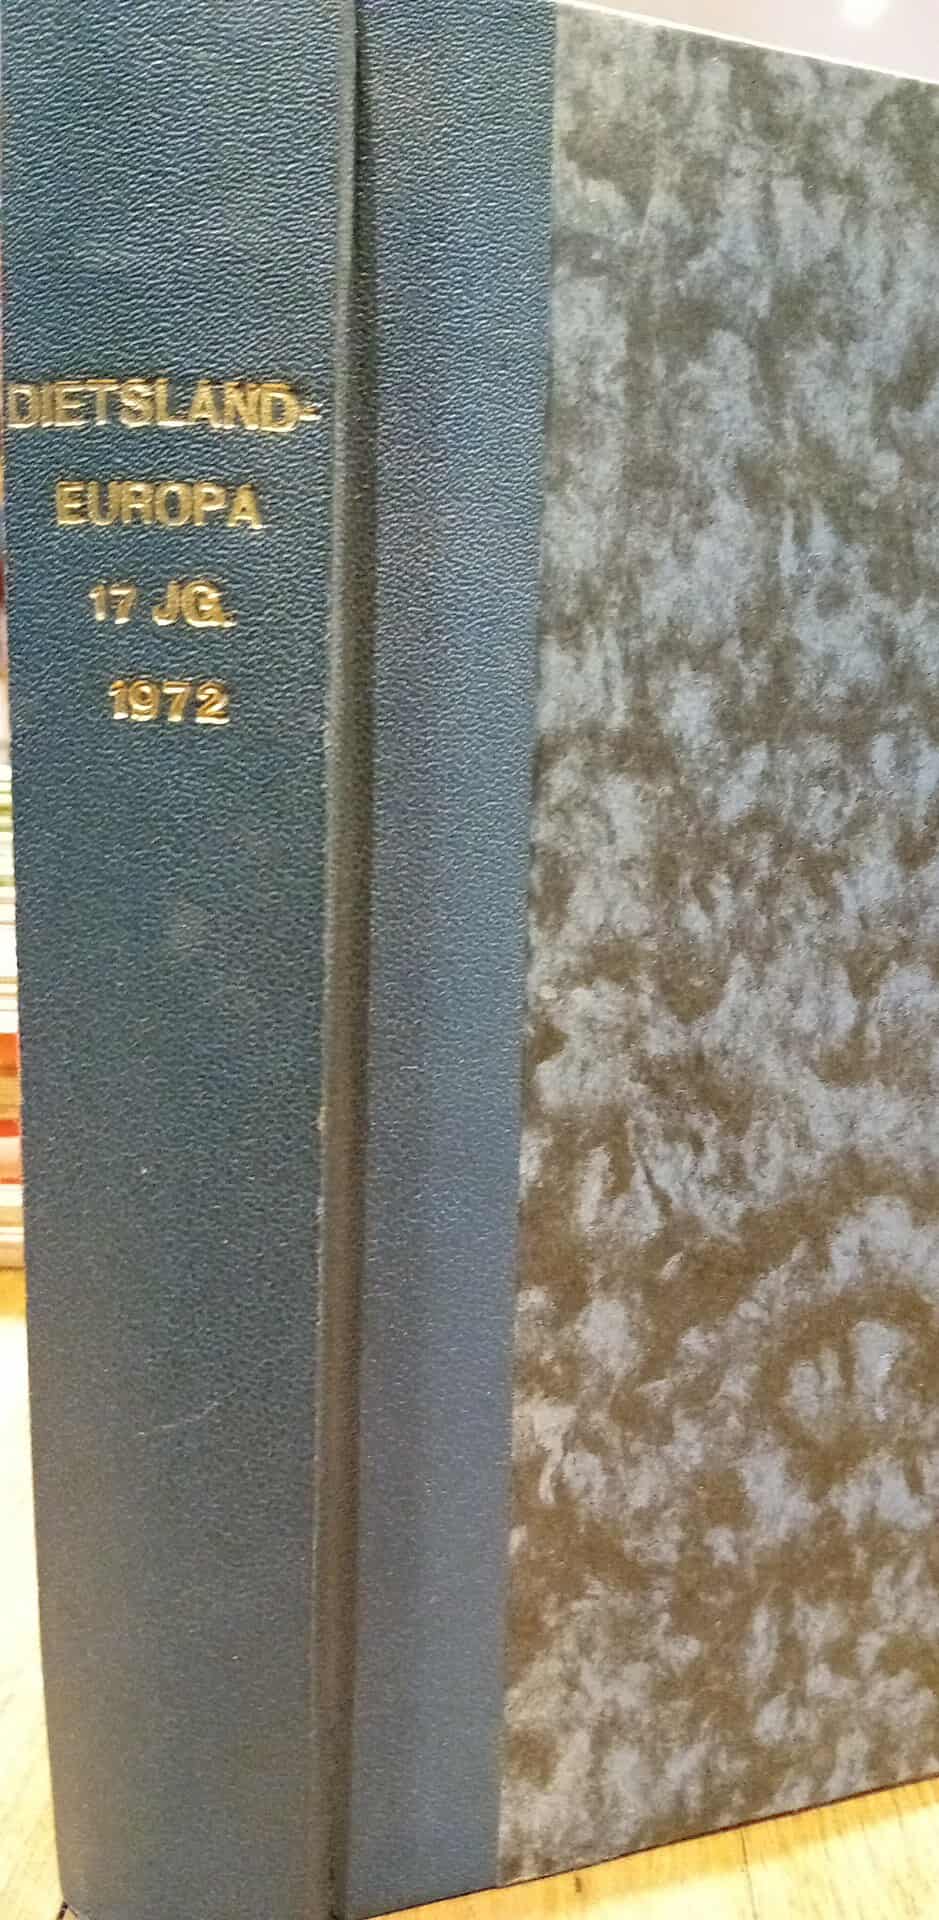 DIETSLAND-
EUROPA
17 JG.
1972